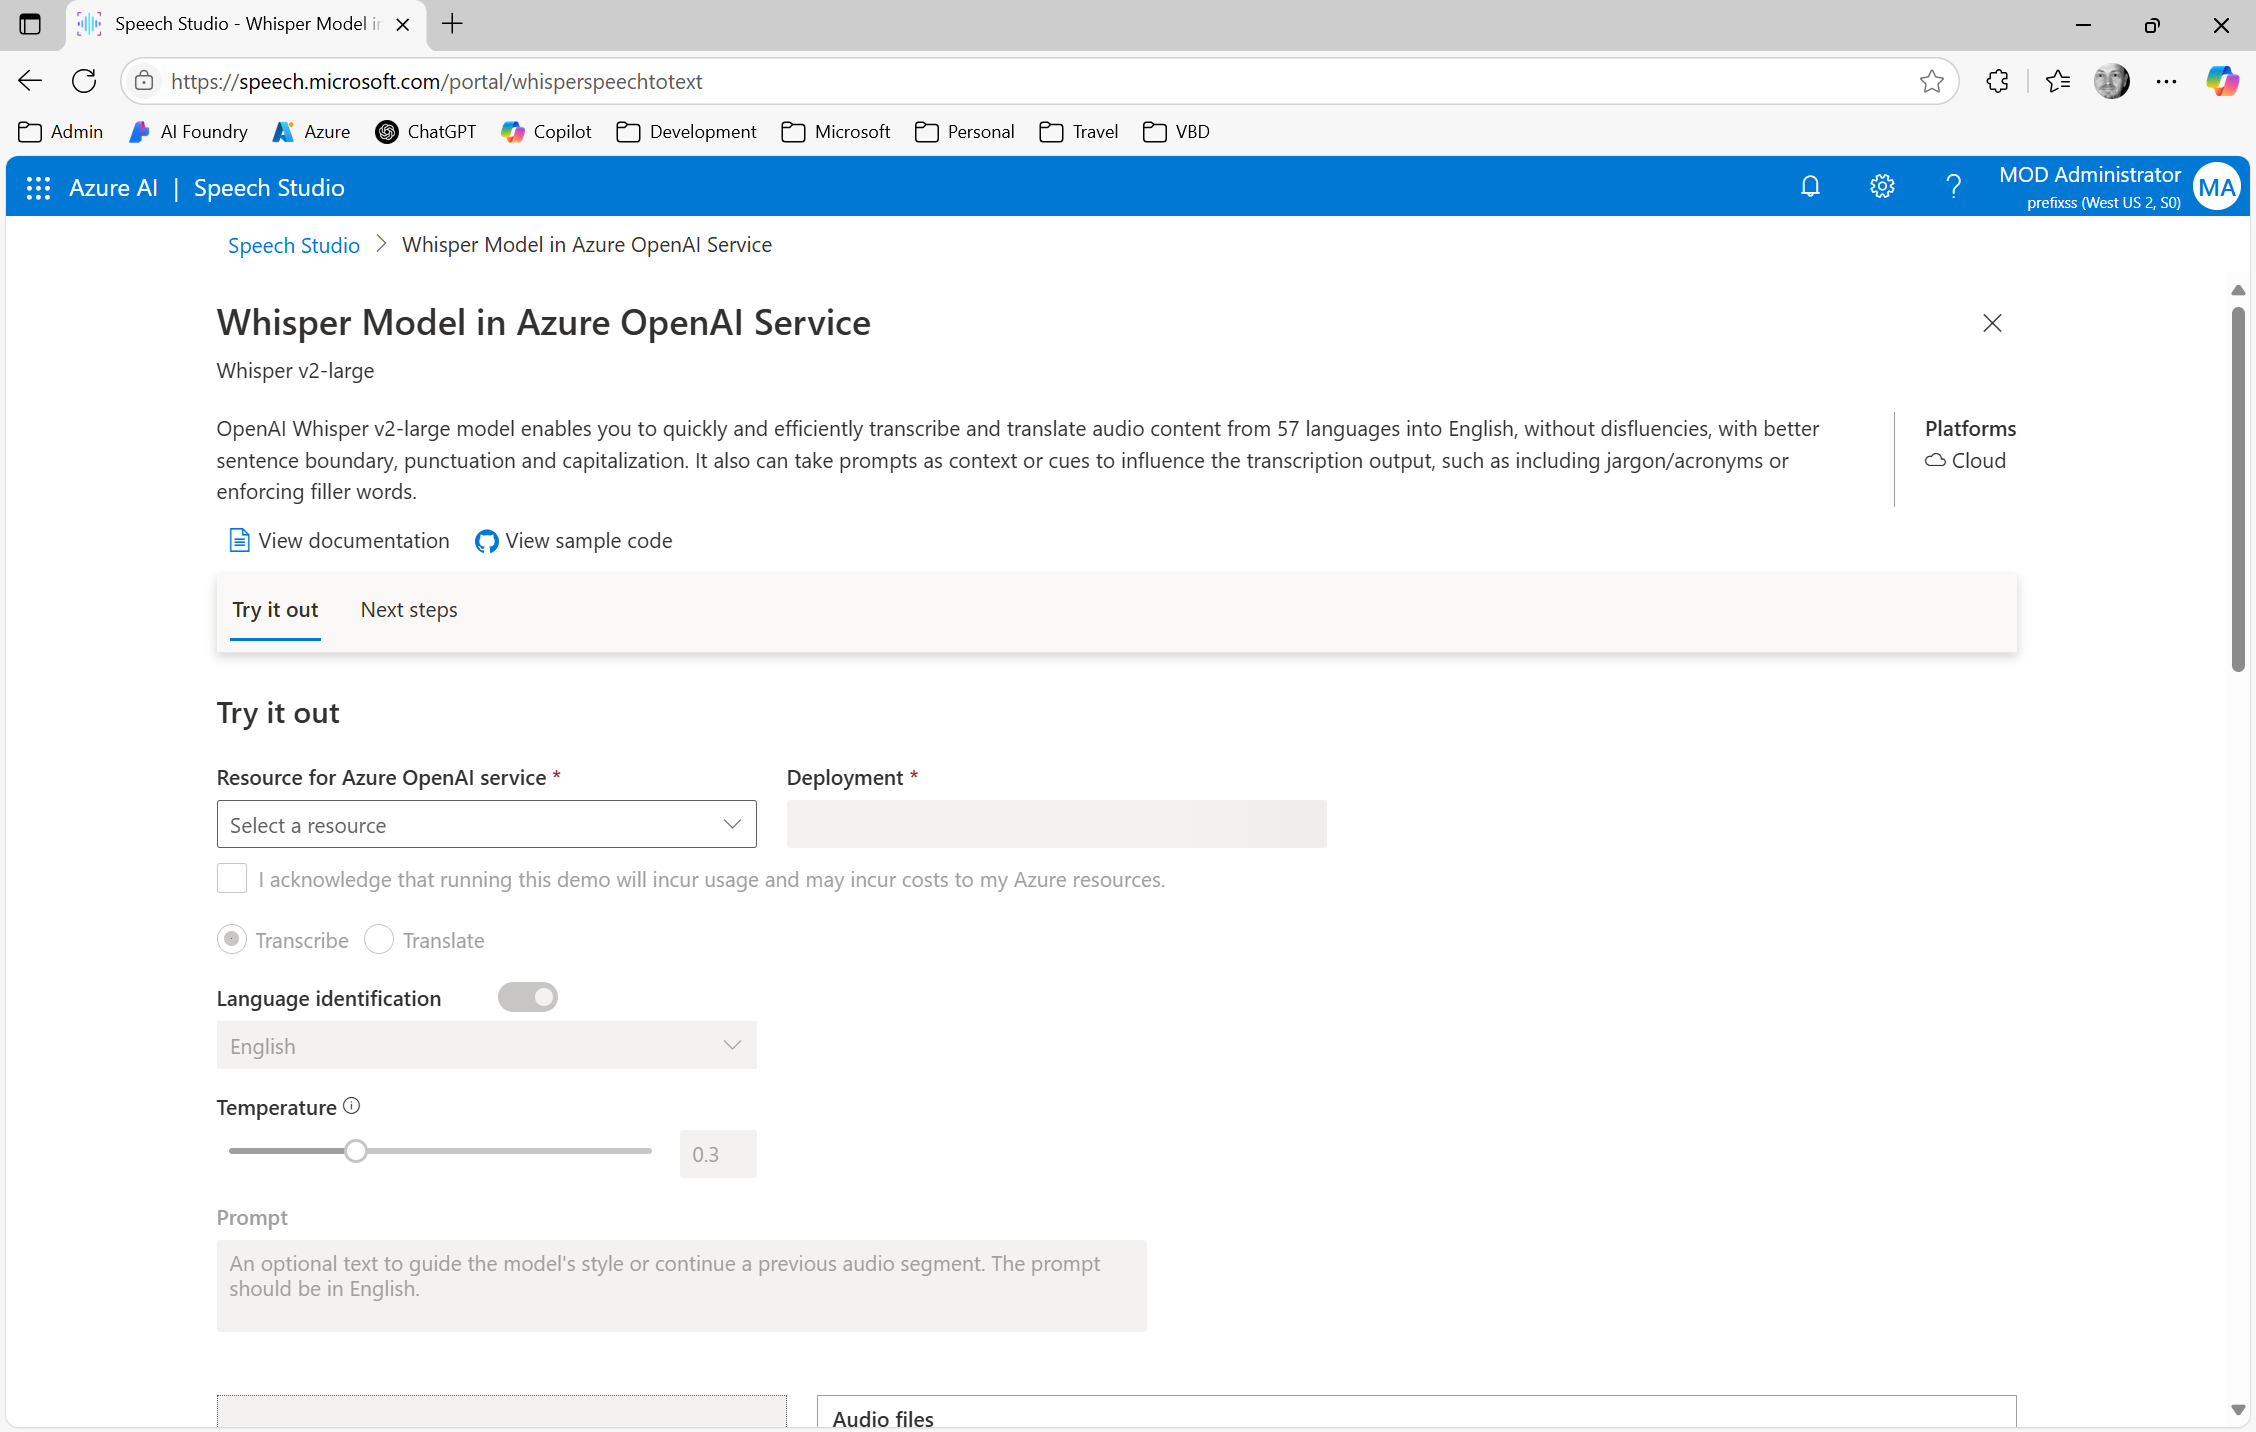 Speech Studio - Whisper Model in
https://speech.microsoft.com/portal/whisperspeechtotext
Admin
AI Foundry
Azure
ChatGPT
Copilot
Development
Microsoft
Personal
Travel
VBD
Azure AI | Speech Studio
MOD Administrator
prefixss (West US 2, S0)
MA
Speech Studio > Whisper Model in Azure OpenAI Service
Whisper Model in Azure OpenAI Service
Whisper v2-large
OpenAI Whisper v2-large model enables you to quickly and efficiently transcribe and translate audio content from 57 languages into English, without disfluencies, with better
sentence boundary, punctuation and capitalization. It also can take prompts as context or cues to influence the transcription output, such as including jargon/acronyms or
enforcing filler words.
Platforms
Cloud
View documentation
View sample code
Try it out
Next steps
Try it out
Resource for Azure OpenAI service *
Deployment *
Select a resource
I acknowledge that running this demo will incur usage and may incur costs to my Azure resources.
Transcribe
Translate
Language identification
English
Temperature
0.3
Prompt
An optional text to guide the model's style or continue a previous audio segment. The prompt
should be in English.
Audio files